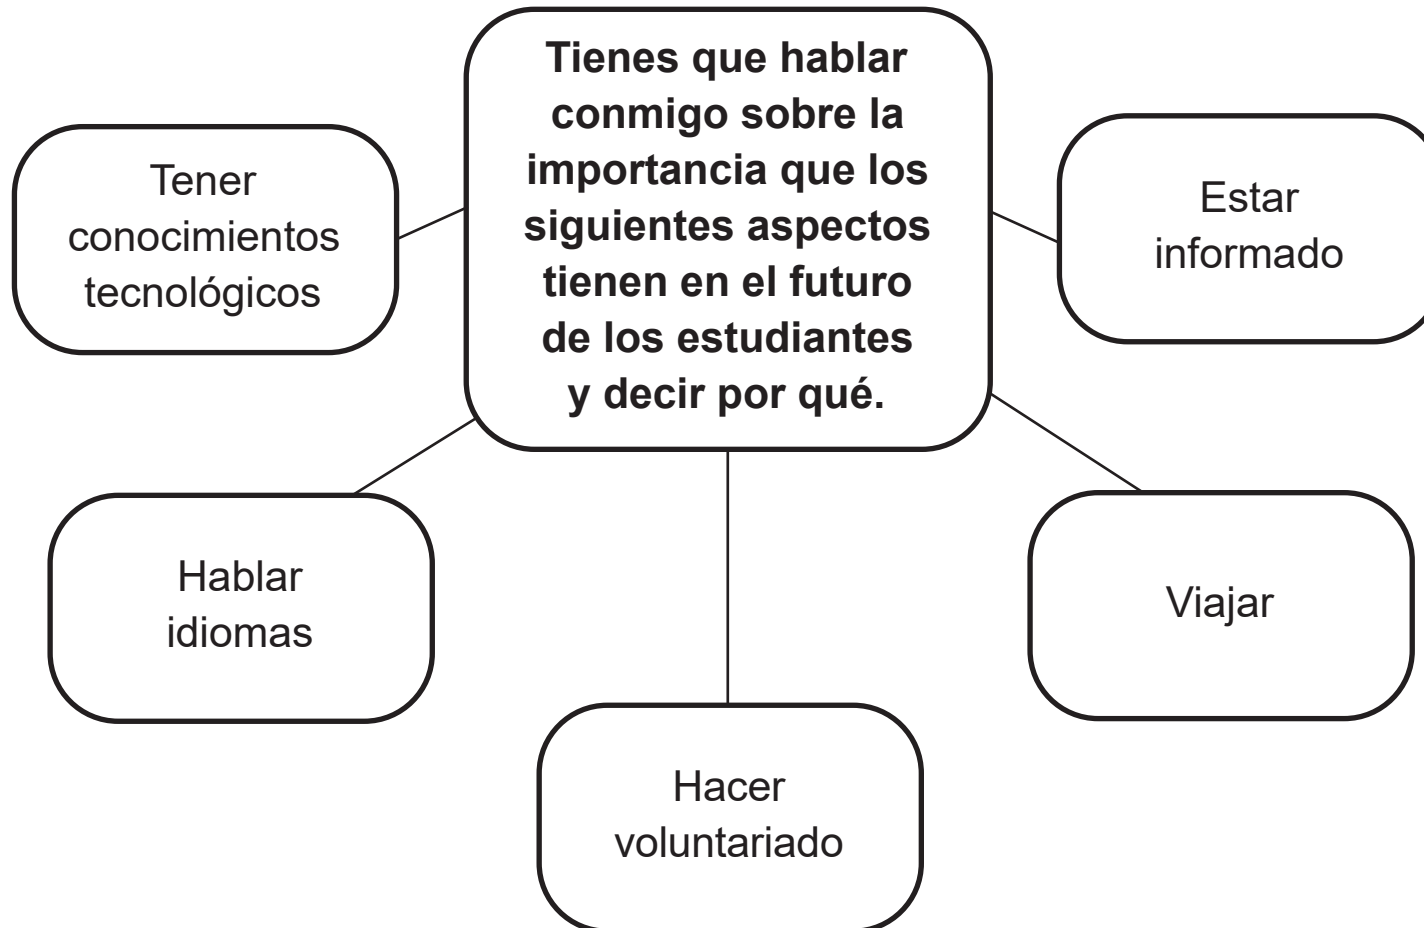 Tienes que hablar
conmigo sobre la
importancia que los
siguientes aspectos
tienen en el futuro
de los estudiantes
y decir por qué.
Tener
conocimientos
tecnológicos
Estar
informado
Hablar
idiomas
Viajar
Hacer
voluntariado